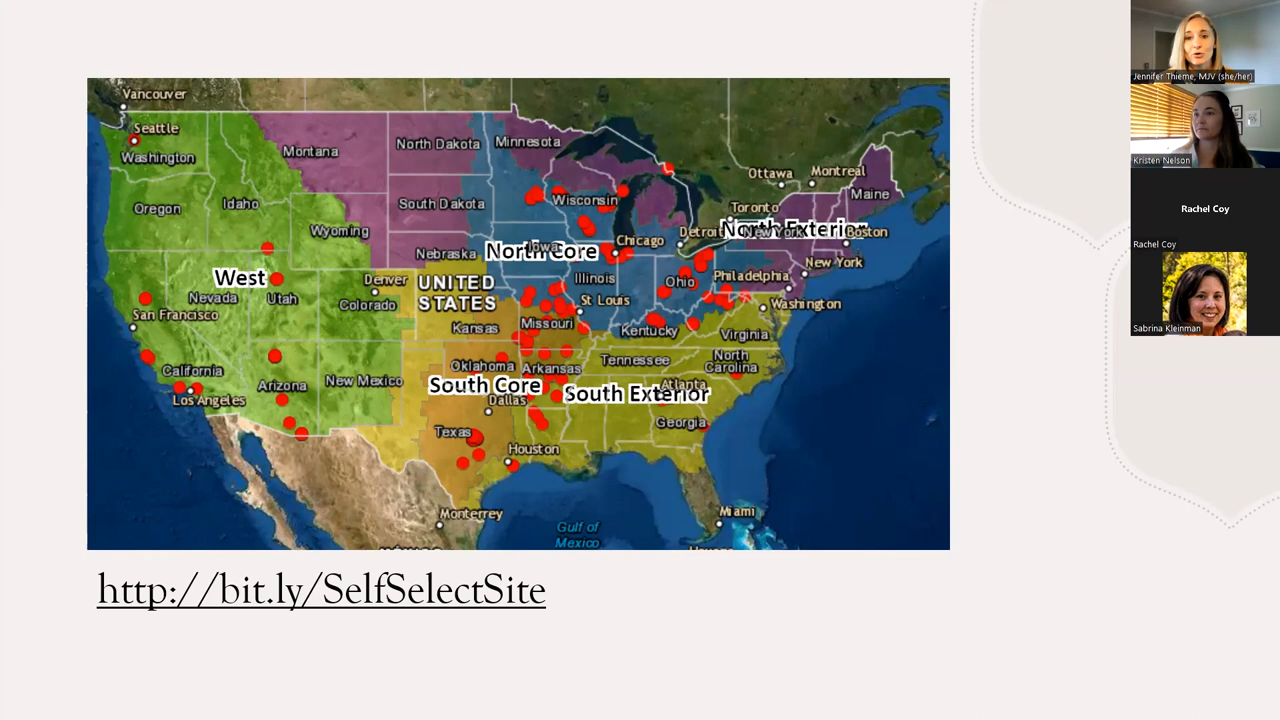 Vancouver
Seattle
Washington
Montana
North Dakota
Minnesota
Ottawa
Montreal
Maine
Oregon
Idaho
South Dakota
Wisconsin
Toronto
Wyoming
Detroit
North Exterior
New York
Boston
Nebraska
North Core
Iowa
Chicago
West
Denver
UNITED
STATES
Illinois
Ohio
Philadelphia
New York
Nevada
Utah
Colorado
St Louis
Washington
San Francisco
Kansas
Missouri
Kentucky
Virginia
California
Arizona
New Mexico
Oklahoma
Arkansas
Tennessee
North
Carolina
Los Angeles
South Core
South Exterior
Atlanta
Dallas
Texas
Georgia
Houston
Monterrey
Gulf of
Mexico
Miami
http://bit.ly/SelfSelectSite
Jennifer Thieme, MJV (she/her)
Kristen Nelson
Rachel Coy
Rachel Coy
Sabrina Kleinman